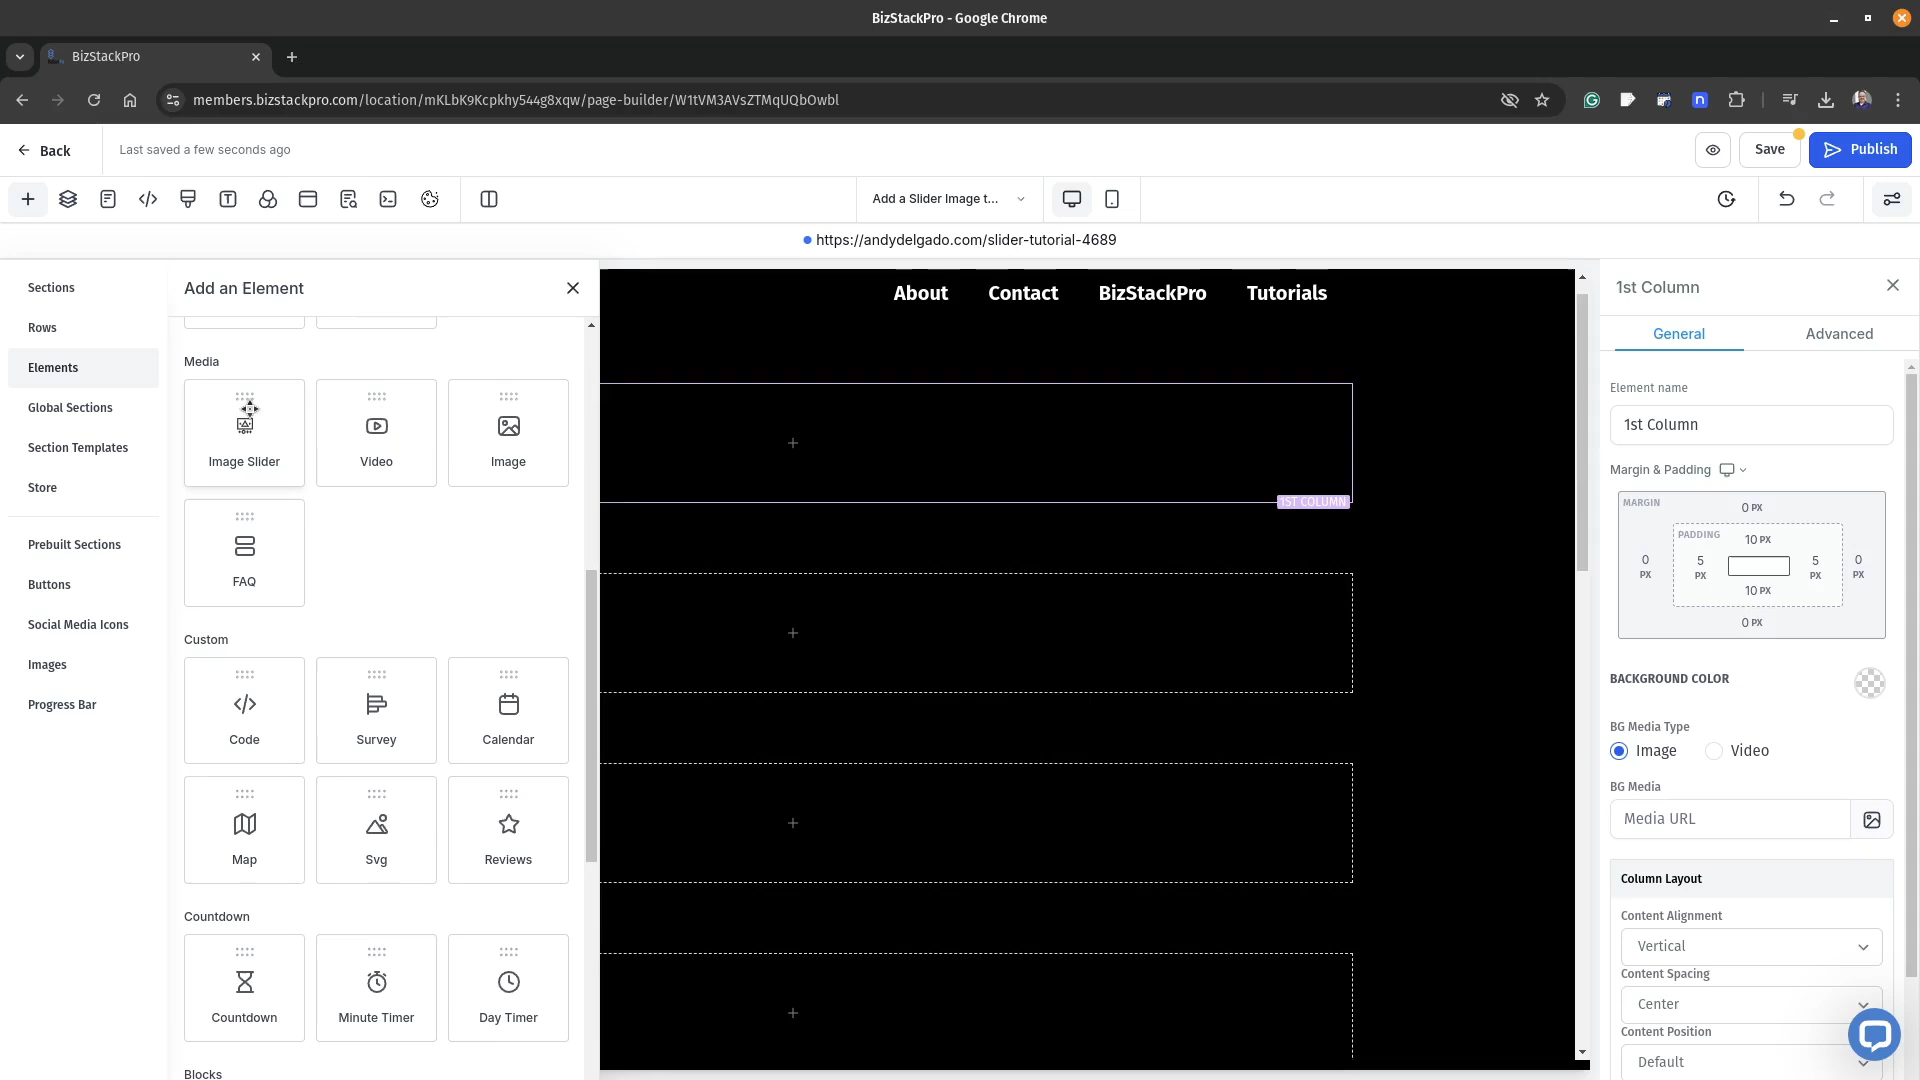 BizStackPro - Google Chrome
BizStackPro
members.bizstackpro.com/location/mKLbK9Kcpkhy544g8xqw/page-builder/W1tVM3AVsZTMqUQbOwbl
Back
Last saved a few seconds ago
Save
Publish
Add a Slider Image t...
https://andydelgado.com/slider-tutorial-4689
Sections
Rows
Elements
Global Sections
Section Templates
Store
Prebuilt Sections
Buttons
Social Media Icons
Images
Progress Bar
Add an Element
Media
Image Slider
Video
Image
FAQ
Custom
Code
Survey
Calendar
Map
Svg
Reviews
Countdown
Countdown
Minute Timer
Day Timer
Blocks
About
Contact
BizStackPro
Tutorials
1ST COLUMN
1st Column
General
Advanced
Element name
1st Column
Margin & Padding
MARGIN
0 PX
PADDING
10 PX
0 PX
5 PX
5 PX
0 PX
10 PX
0 PX
BACKGROUND COLOR
BG Media Type
Image
Video
BG Media
Media URL
Column Layout
Content Alignment
Vertical
Content Spacing
Center
Content Position
Default